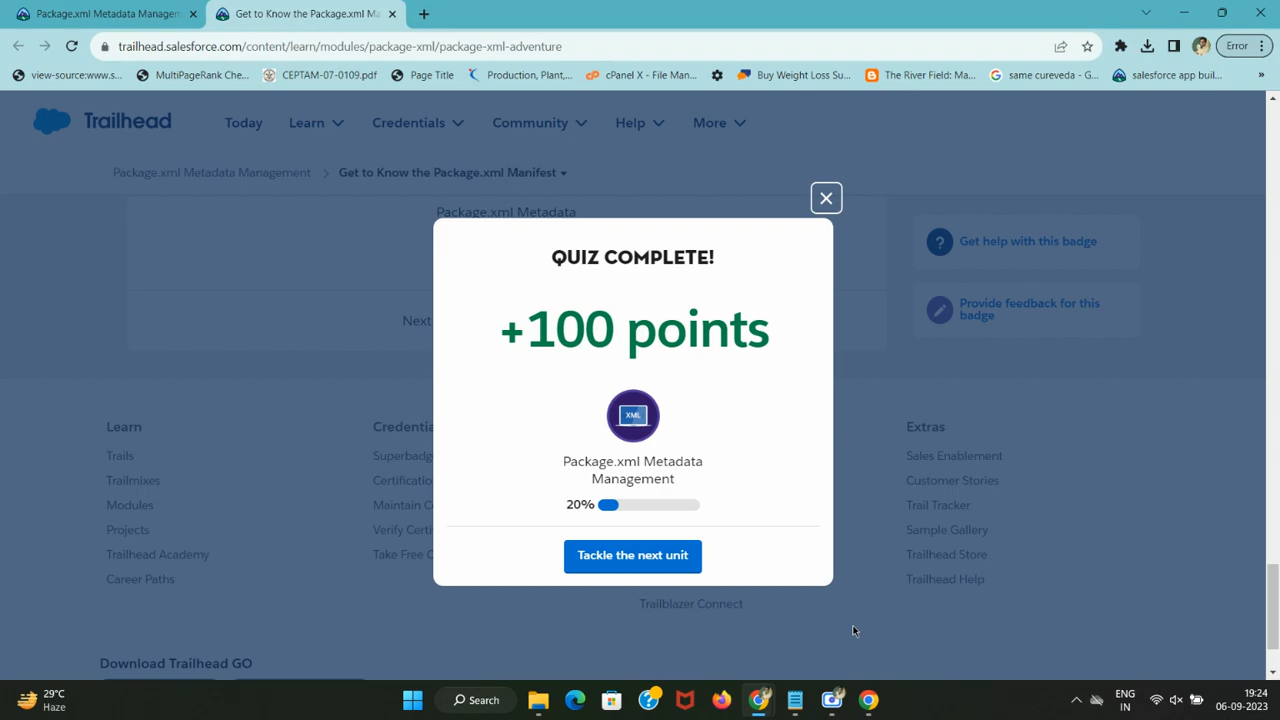 Package.xml Metadata Managem
Get to Know the Package.xml Ma
trailhead.salesforce.com/content/learn/modules/package-xml/package-xml-adventure
Error
view-source:www.s...
MultiPageRank Che...
CEPTAM-07-0109.pdf
Page Title
Production, Plant,...
cPanel X - File Man...
Buy Weight Loss Su...
The River Field: Ma...
same cureveda - G...
salesforce app buil...
»
Trailhead
Today
Learn
Credentials
Community
Help
More
Package.xml Metadata Management > Get to Know the Package.xml Manifest
Package.xml Metadata
Get help with this badge
Provide feedback for this
badge
Next
QUIZ COMPLETE!
+100 points
XML
Package.xml Metadata
Management
20%
Tackle the next unit
Learn
Trails
Trailmixes
Modules
Projects
Trailhead Academy
Career Paths
Credentia
Superbadg
Certificatio
Maintain C
Verify Certi
Take Free C
Trailblazer Connect
Extras
Sales Enablement
Customer Stories
Trail Tracker
Sample Gallery
Trailhead Store
Trailhead Help
Download Trailhead GO
29°C
Haze
Search
ENG
IN
19:24
06-09-2023